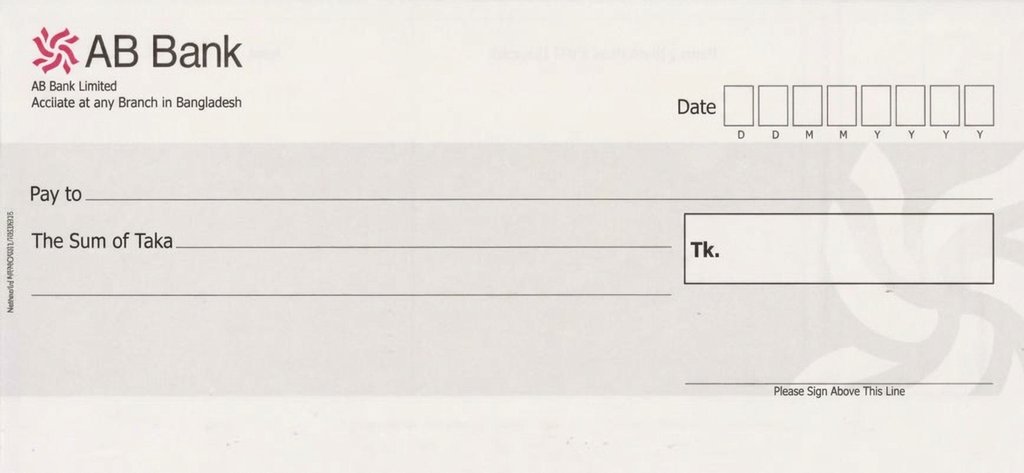 AB Bank
AB Bank Limited
Acciiate at any Branch in Bangladesh
Date
D D M M Y Y Y Y
Pay to
The Sum of Taka
Tk.
Please Sign Above This Line